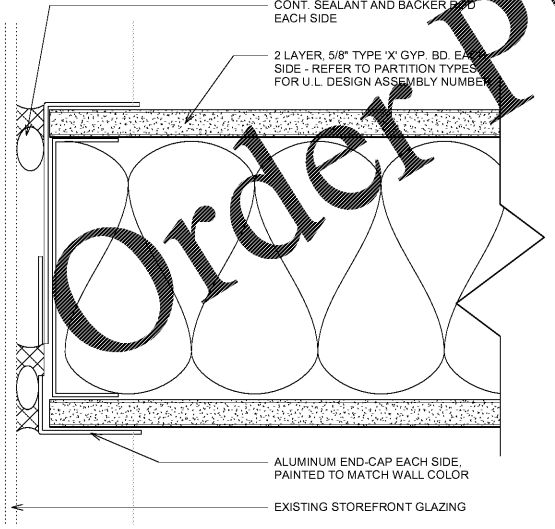 CONT. SEALANT AND BACKER ROD
EACH SIDE
2 LAYER, 5/8" TYPE 'X' GYP. BD. EACH
SIDE - REFER TO PARTITION TYPES
FOR U.L. DESIGN ASSEMBLY NUMBER
Order P
ALUMINUM END-CAP EACH SIDE,
PAINTED TO MATCH WALL COLOR
EXISTING STOREFRONT GLAZING